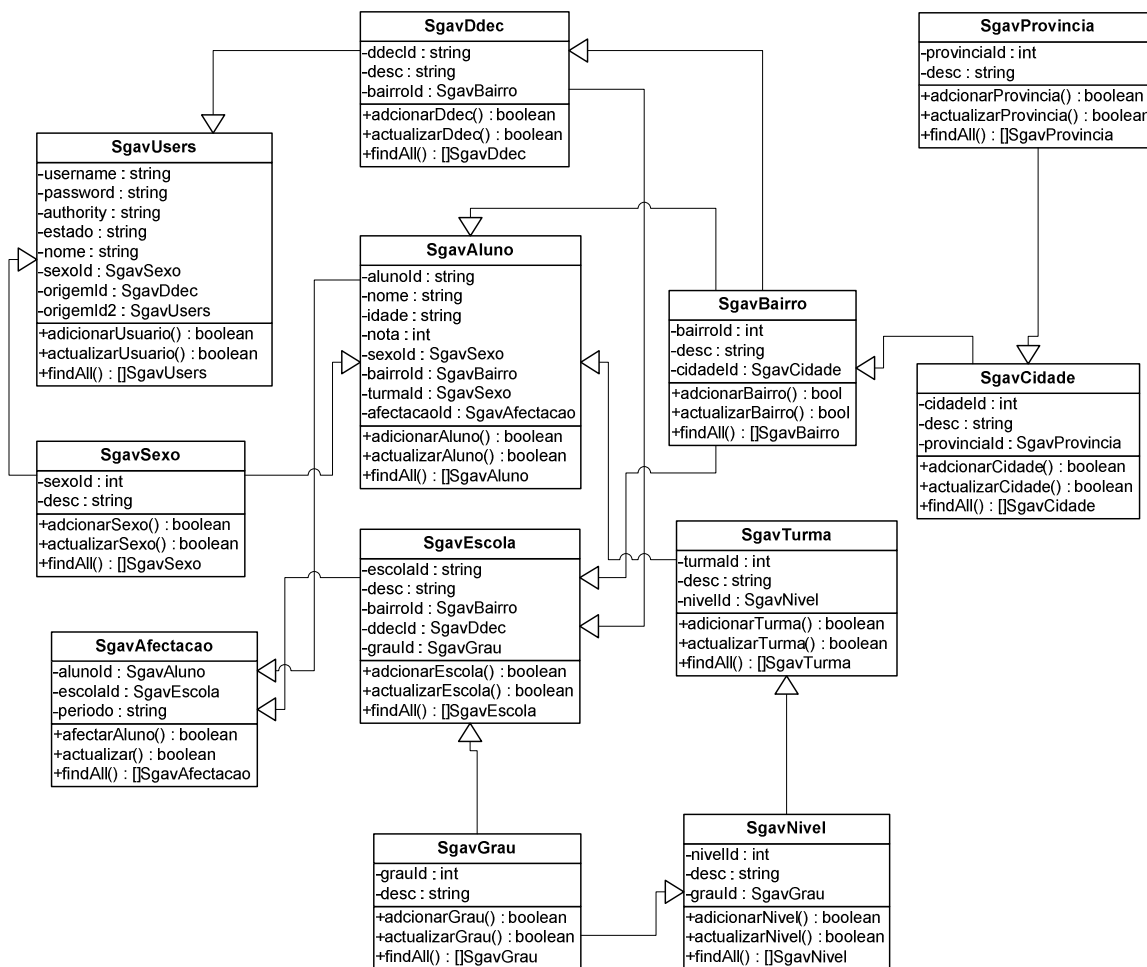 SgavDdec
-ddecId : string
-desc : string
-bairroId : SgavBairro
+adcionarDdec() : boolean
+actualizarDdec() : boolean
+findAll() : []SgavDdec
SgavProvincia
-provinciaId : int
-desc : string
+adcionarProvincia() : boolean
+actualizarProvincia() : boolean
+findAll() : []SgavProvincia
SgavUsers
-username : string
-password : string
-authority : string
-estado : string
-nome : string
-sexoId : SgavSexo
-origemId : SgavDdec
-origemId2 : SgavUsers
+adicionarUsuario() : boolean
+actualizarUsuario() : boolean
+findAll() : []SgavUsers
SgavAluno
-alunoId : string
-nome : string
-idade : string
-nota : int
-sexoId : SgavSexo
-bairroId : SgavBairro
-turmaId : SgavSexo
-afectacaoId : SgavAfectacao
+adicionarAluno() : boolean
+actualizarAluno() : boolean
+findAll() : []SgavAluno
SgavBairro
-bairroId : int
-desc : string
-cidadeId : SgavCidade
+adcionarBairro() : bool
+actualizarBairro() : bool
+findAll() : []SgavBairro
SgavCidade
-cidadeId : int
-desc : string
-provinciaId : SgavProvincia
+adcionarCidade() : boolean
+actualizarCidade() : boolean
+findAll() : []SgavCidade
SgavSexo
-sexoId : int
-desc : string
+adcionarSexo() : boolean
+actualizarSexo() : boolean
+findAll() : []SgavSexo
SgavEscola
-escolaId : string
-desc : string
-bairroId : SgavBairro
-ddecId : SgavDdec
-grauId : SgavGrau
+adcionarEscola() : boolean
+actualizarEscola() : boolean
+findAll() : []SgavEscola
SgavTurma
-turmaId : int
-desc : string
-nivelId : SgavNivel
+adicionarTurma() : boolean
+actualizarTurma() : boolean
+findAll() : []SgavTurma
SgavAfectacao
-alunoId : SgavAluno
-escolaId : SgavEscola
-periodo : string
+afectarAluno() : boolean
+actualizar() : boolean
+findAll() : []SgavAfectacao
SgavGrau
-grauId : int
-desc : string
+adcionarGrau() : boolean
+actualizarGrau() : boolean
+findAll() : []SgavGrau
SgavNivel
-nivelId : int
-desc : string
-grauId : SgavGrau
+adicionarNivel() : boolean
+actualizarNivel() : boolean
+findAll() : []SgavNivel